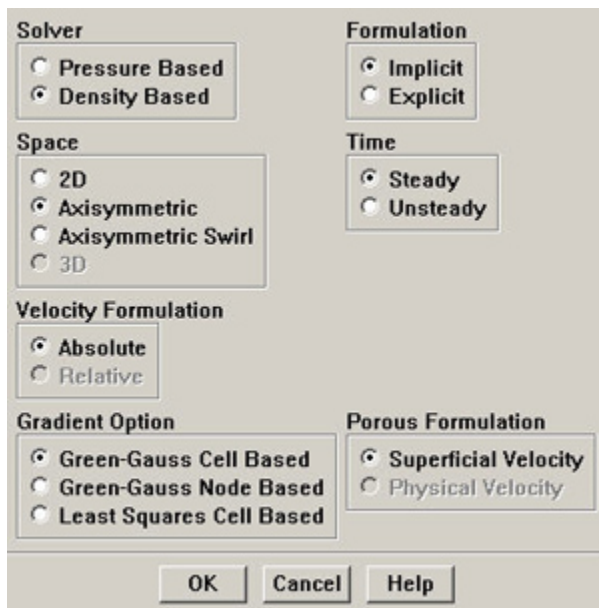 Solver
Pressure Based
Density Based
Formulation
Implicit
Explicit
Space
2D
Axisymmetric
Axisymmetric Swirl
3D
Time
Steady
Unsteady
Velocity Formulation
Absolute
Relative
Gradient Option
Green-Gauss Cell Based
Green-Gauss Node Based
Least Squares Cell Based
Porous Formulation
Superficial Velocity
Physical Velocity
OK Cancel Help